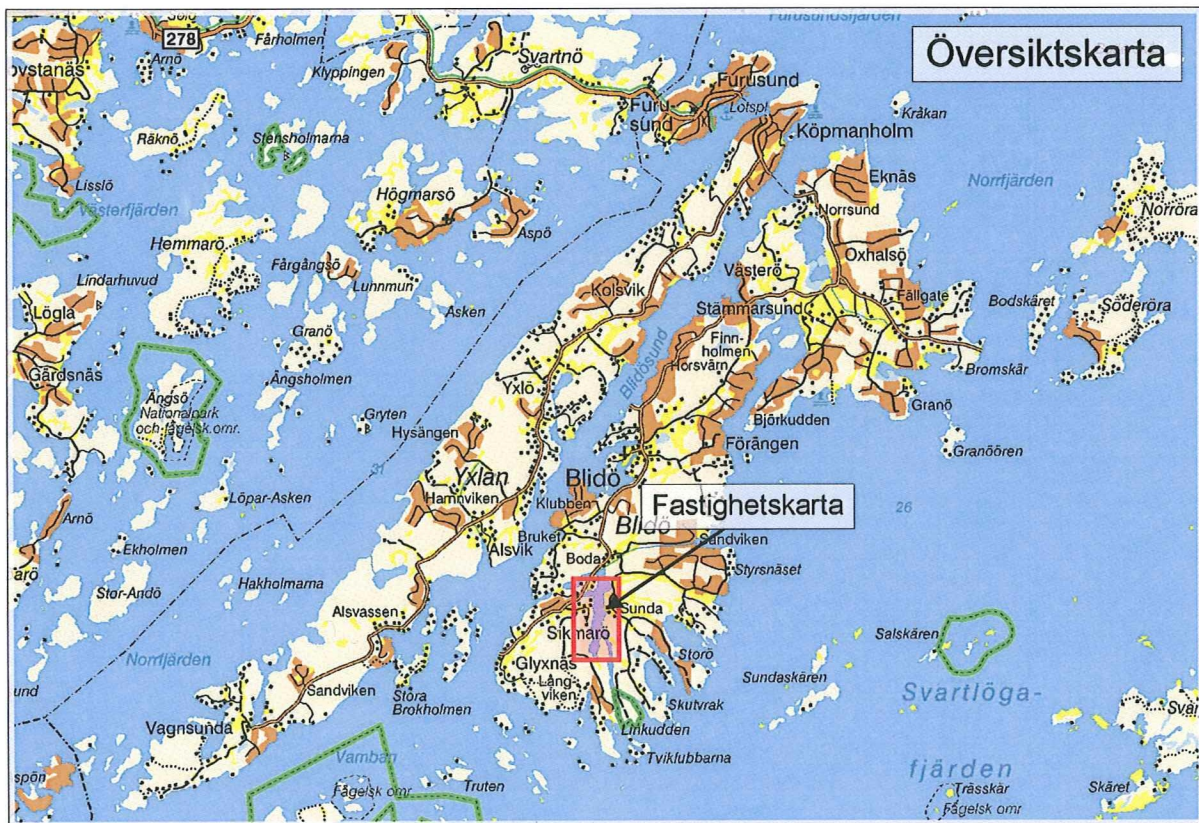 Översiktskarta
278
Fårholmen
Arnö
Klyppingen
Svartnö
Furusund
Lotspl
Furu
sund
Köpmanholm
Kråkan
Räknö
Stensholmarna
Lisslö
Västerfjärden
Högmarsö
Aspö
Eknäs
Norrfjärden
Norrsund
Norröra
Hemmarö
Fårgångsö
Lunnmun
Lindarhuvud
Asken
Kolsvik
Västerö
Oxhalsö
Fällgate
Bodskäret
Söderöra
Lögla
Granö
Stämmarsund
Finn-
holmen
Horsvärn
Blidösund
Bromskär
Gårdsnäs
Ängsholmen
Ängsö
Nationalpark
och fågelsk.omr.
Gryten
Yxlö
Hysängen
Björkudden
Granö
Förängen
Granöören
31
Yxlan
Löpar-Asken
Hamnviken
Blidö
Klubben
Fastighetskarta
26
Arnö
Ekholmen
Bruket
Alsvik
Blidö
Sandviken
Boda
Styrsnäset
Stor-Andö
Hakholmarna
Alsvassen
Sunda
Sikmarö
Salskären
Norrfjärden
Glyxnäs
Lång-
viken
Storö
Sundaskären
Sandviken
Stora
Brokholmen
Skutvrak
Svartlöga-
Vagnsunda
Linkudden
Tviklubbarna
Vamban
Truten
Fågelsk omr
fjärden
Trässkär
Fågelsk omr
Skäret